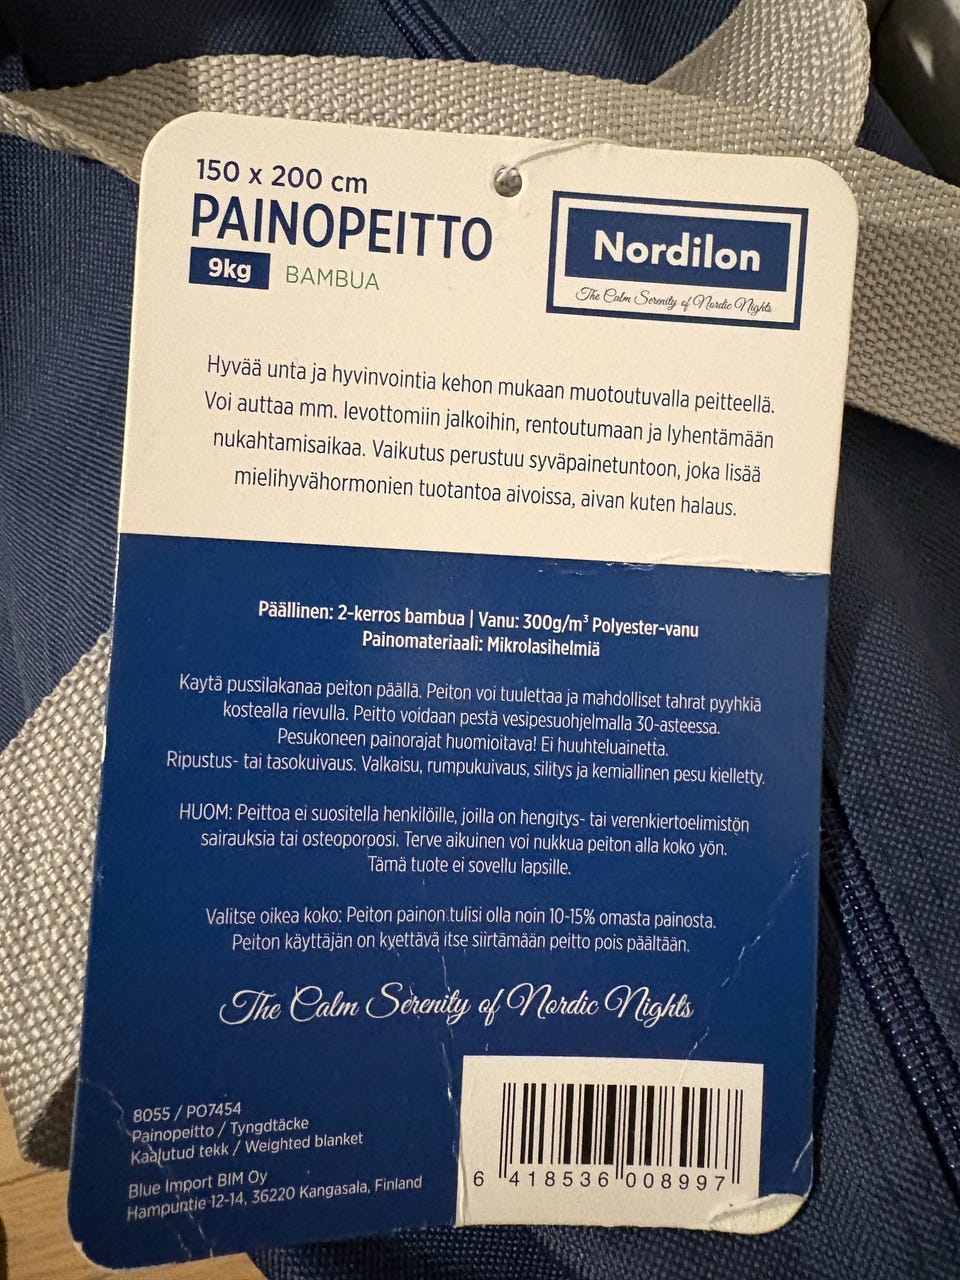 150 x 200 cm
PAINOPEITTO
9kg BAMBUA
Nordilon
The Calm Serenity of Nordic Nights
Hyvää unta ja hyvinvointia kehon mukaan muotoutuvalla peitteellä.
Voi auttaa mm. levottomiin jalkoihin, rentoutumaan ja lyhentämään
nukahtamisaikaa. Vaikutus perustuu syväpainetuntoon, joka lisää
mielihyvähormonien tuotantoa aivoissa, aivan kuten halaus.
Päällinen: 2-kerros bambua | Vanu: 300g/m³ Polyester-vanu
Painomateriaali: Mikrolasihelmiä
Kaytä pussilakanaa peiton päällä. Peiton voi tuulettaa ja mahdolliset tahrat pyyhkiä
kostealla rievulla. Peitto voidaan pestä vesipesuohjelmalla 30-asteessa.
Pesukoneen painorajat huomioitava! Ei huuhteluainetta.
Ripustus- tai tasokuivaus. Valkaisu, rumpukuivaus, silitys ja kemiallinen pesu kielletty.
HUOM: Peittoa ei suositella henkilöille, joilla on hengitys- tai verenkiertoelimistön
sairauksia tai osteoporoosi. Terve aikuinen voi nukkua peiton alla koko yön.
Tämä tuote ei sovellu lapsille.
Valitse oikea koko: Peiton painon tulisi olla noin 10-15% omasta painosta.
Peiton käyttäjän on kyettävä itse siirtämään peitto pois päältään.
The Calm Serenity of Nordic Nights
8055 / PO7454
Painopeitto / Tyngdtäcke
Kaalutud tekk / Weighted blanket
Blue Import BIM Oy
Hampuntie 12-14, 36220 Kangasala, Finland
6 418536 008997